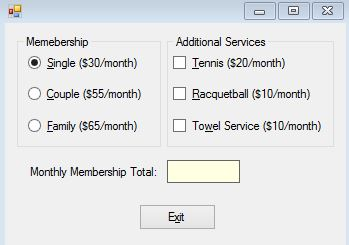 Memebership
Single ($30/month)
Couple ($55/month)
Family ($65/month)
Additional Services
Tennis ($20/month)
Racquetball ($10/month)
Towel Service ($10/month)
Monthly Membership Total:
Exit